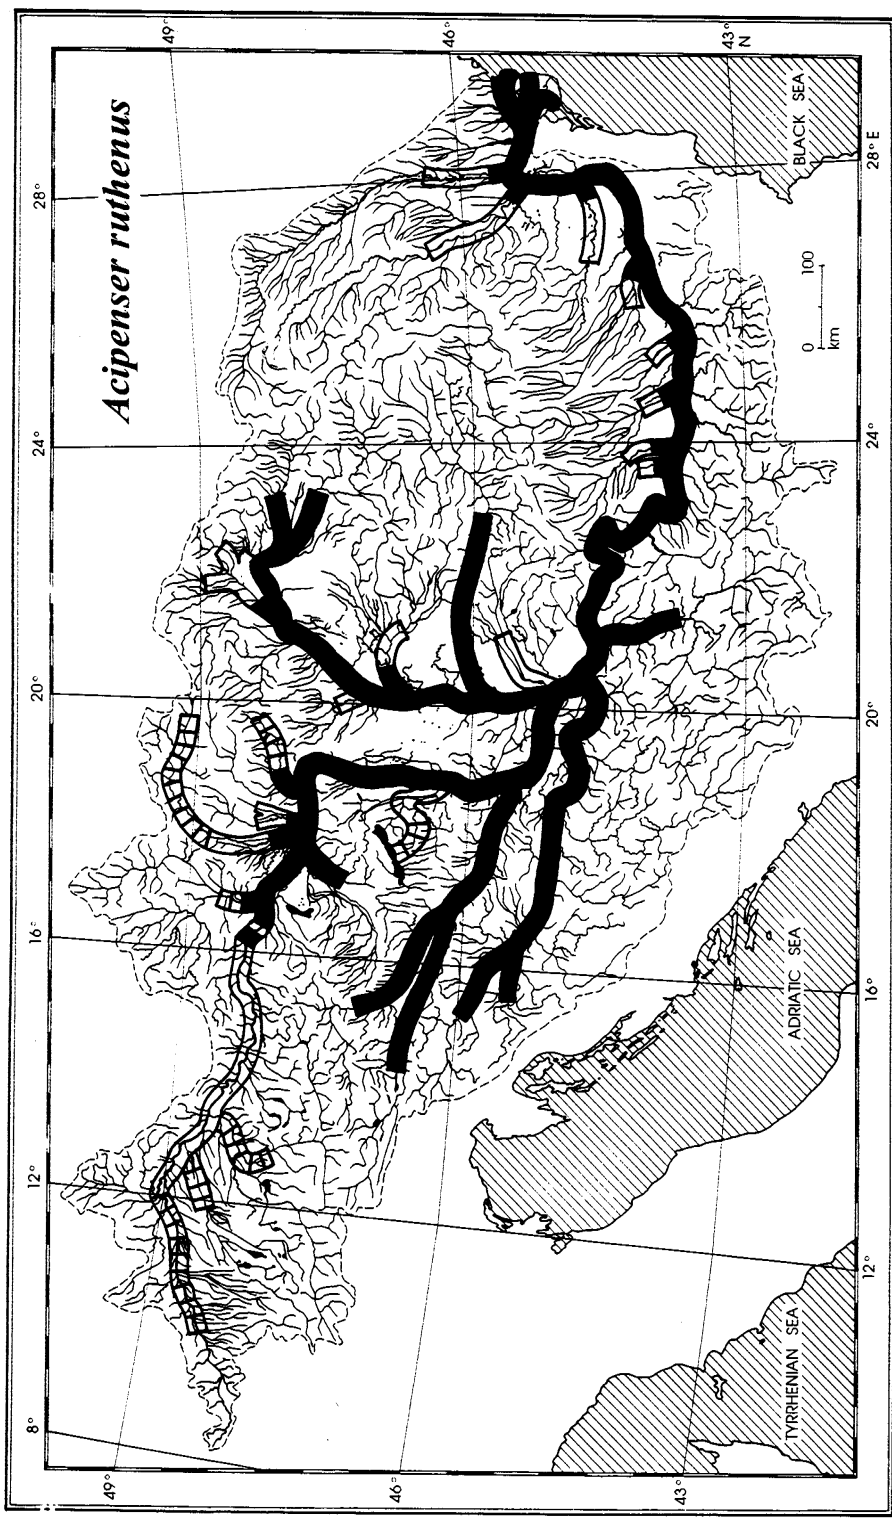 Acipenser ruthenus
8°
12°
16°
20°
24°
28°
49°
46°
43°
49°
46°
43°
N
12°
16°
20°
24°
28° E
TYRRHENIAN SEA
ADRIATIC SEA
BLACK SEA
0 100
km